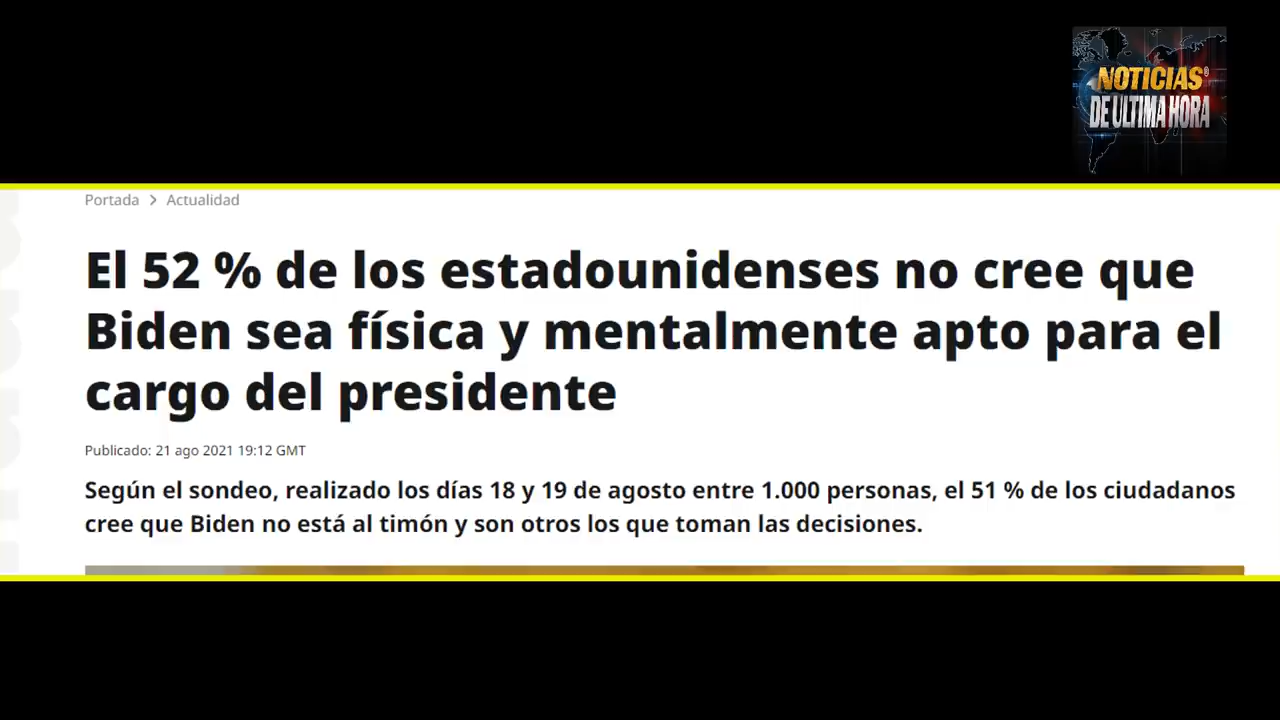 NOTICIAS®
DE ULTIMA HORA
Portada > Actualidad
El 52 % de los estadounidenses no cree que
Biden sea física y mentalmente apto para el
cargo del presidente
Publicado: 21 ago 2021 19:12 GMT
Según el sondeo, realizado los días 18 y 19 de agosto entre 1.000 personas, el 51 % de los ciudadanos
cree que Biden no está al timón y son otros los que toman las decisiones.